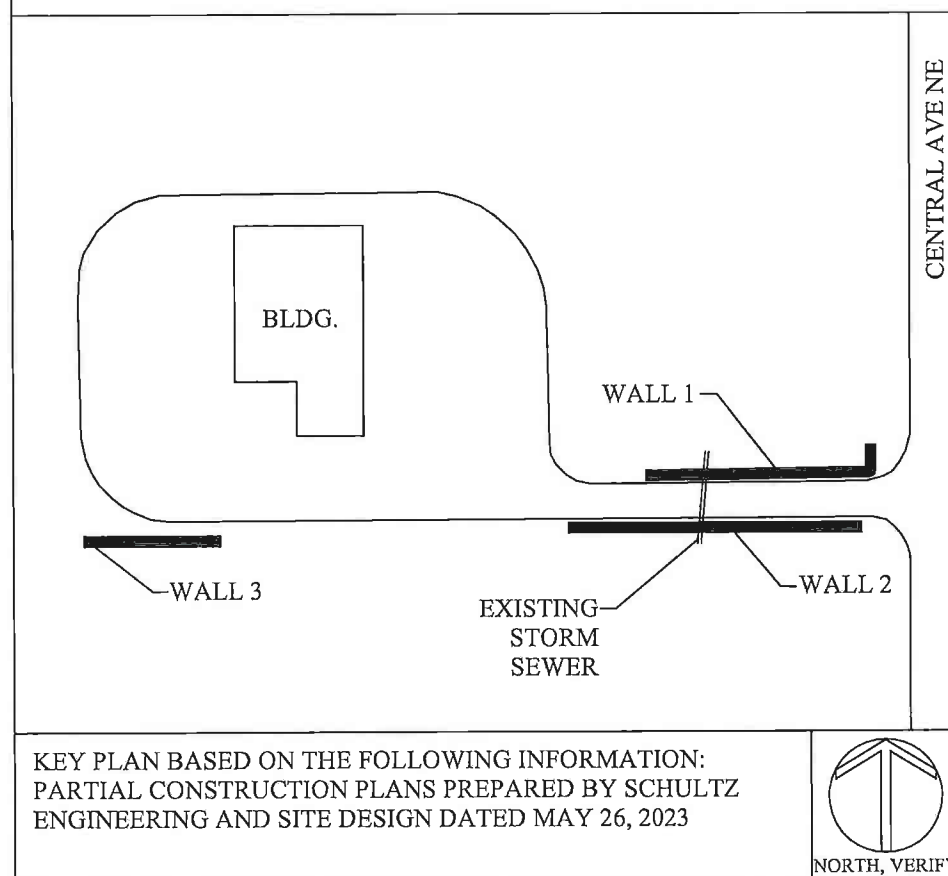 CENTRAL AVE NE
BLDG.
WALL 1
WALL 3
WALL 2
EXISTING
STORM
SEWER
KEY PLAN BASED ON THE FOLLOWING INFORMATION:
PARTIAL CONSTRUCTION PLANS PREPARED BY SCHULTZ
ENGINEERING AND SITE DESIGN DATED MAY 26, 2023
NORTH, VERIFY